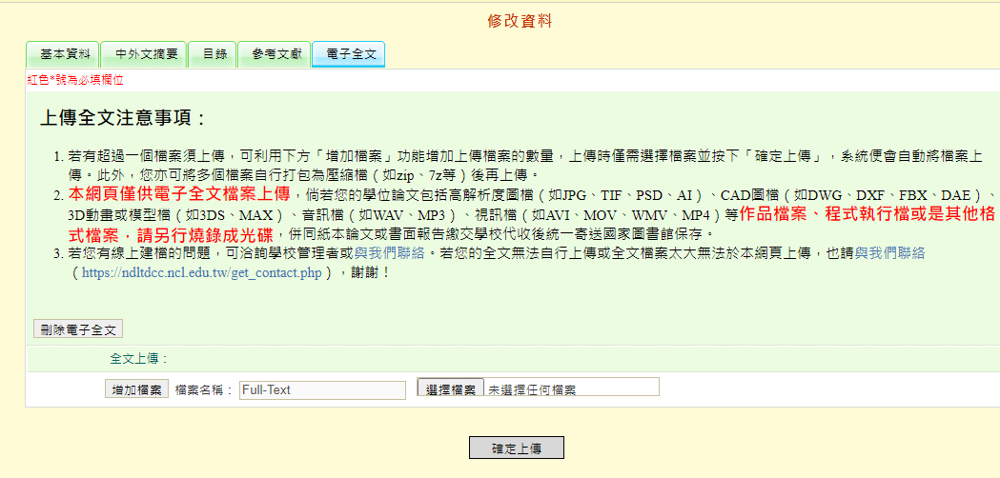 修改資料
基本資料 中外文摘要 目錄 參考文獻 電子全文
紅色*號為必填欄位
上傳全文注意事項：
1. 若有超過一個檔案須上傳，可利用下方「增加檔案」功能增加上傳檔案的數量，上傳時僅需選擇檔案並按下「確定上傳」，系統便會自動將檔案上
傳。此外，您亦可將多個檔案自行打包為壓縮檔（如zip、7z等）後再上傳。
2. 本網頁僅供電子全文檔案上傳，倘若您的學位論文包括高解析度圖檔（如JPG、TIF、PSD、AI）、CAD圖檔（如DWG、DXF、FBX、DAE）、
3D動畫或模型檔（如3DS、MAX）、音訊檔（如WAV、MP3）、視訊檔（如AVI、MOV、WMV、MP4）等作品檔案、程式執行檔或是其他格
式檔案，請另行燒錄成光碟，併同紙本論文或書面報告繳交學校代收後統一寄送國家圖書館保存。
3. 若您有線上建檔的問題，可洽詢學校管理者或與我們聯絡。若您的全文無法自行上傳或全文檔案太大無法於本網頁上傳，也請與我們聯絡
（https://ndltdcc.ncl.edu.tw/get_contact.php），謝謝！
刪除電子全文
全文上傳：
增加檔案 檔案名稱： Full-Text 選擇檔案 未選擇任何檔案
確定上傳